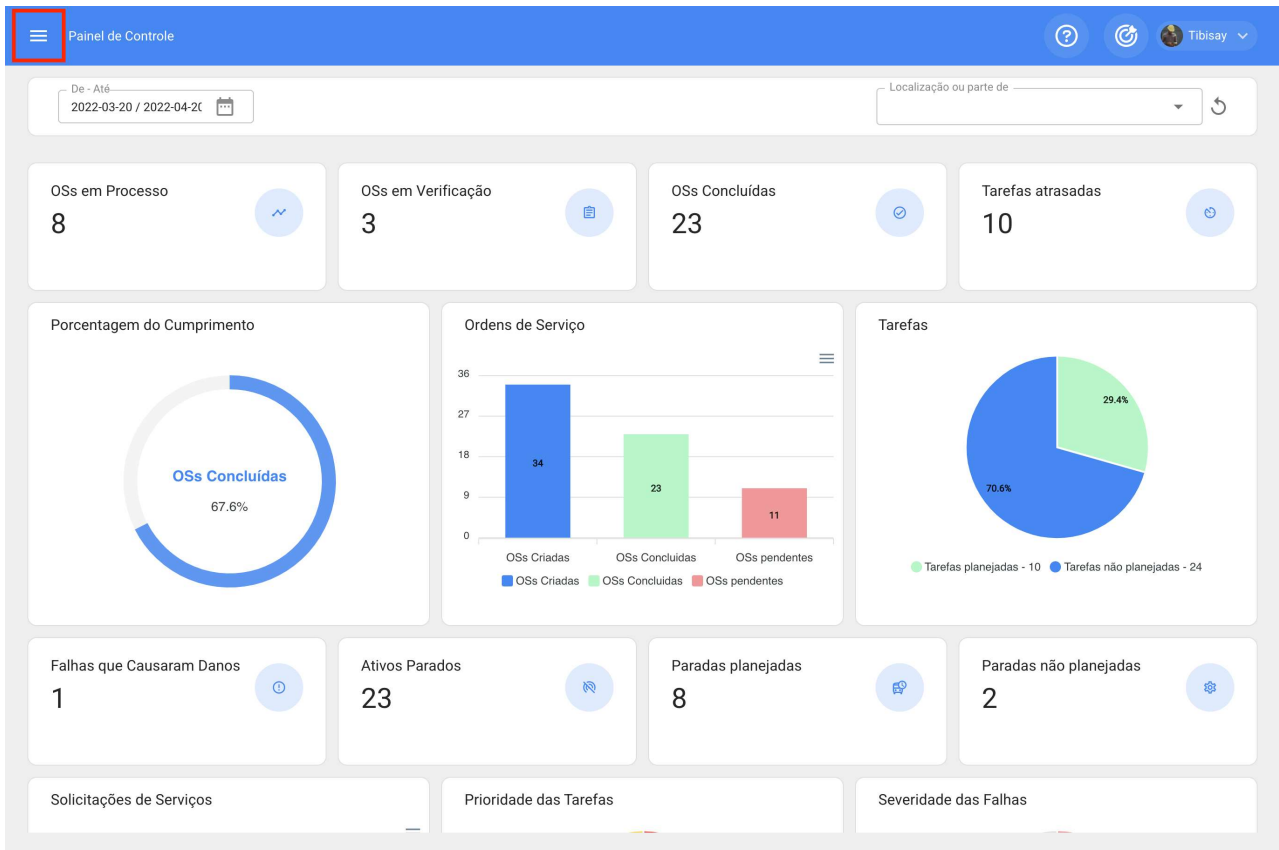 Painel de Controle
Tibisay
De - Até
2022-03-20 / 2022-04-20
Localização ou parte de
OSs em Processo
8
OSs em Verificação
3
OSs Concluídas
23
Tarefas atrasadas
10
Porcentagem do Cumprimento
OSs Concluídas
67.6%
Ordens de Serviço
36
27
18
9
0
34
23
11
OSs Criadas
OSs Concluidas
OSs pendentes
OSs Criadas OSs Concluidas OSs pendentes
Tarefas
29.4%
70.6%
Tarefas planejadas - 10 Tarefas não planejadas - 24
Falhas que Causaram Danos
1
Ativos Parados
23
Paradas planejadas
8
Paradas não planejadas
2
Solicitações de Serviços
Prioridade das Tarefas
Severidade das Falhas